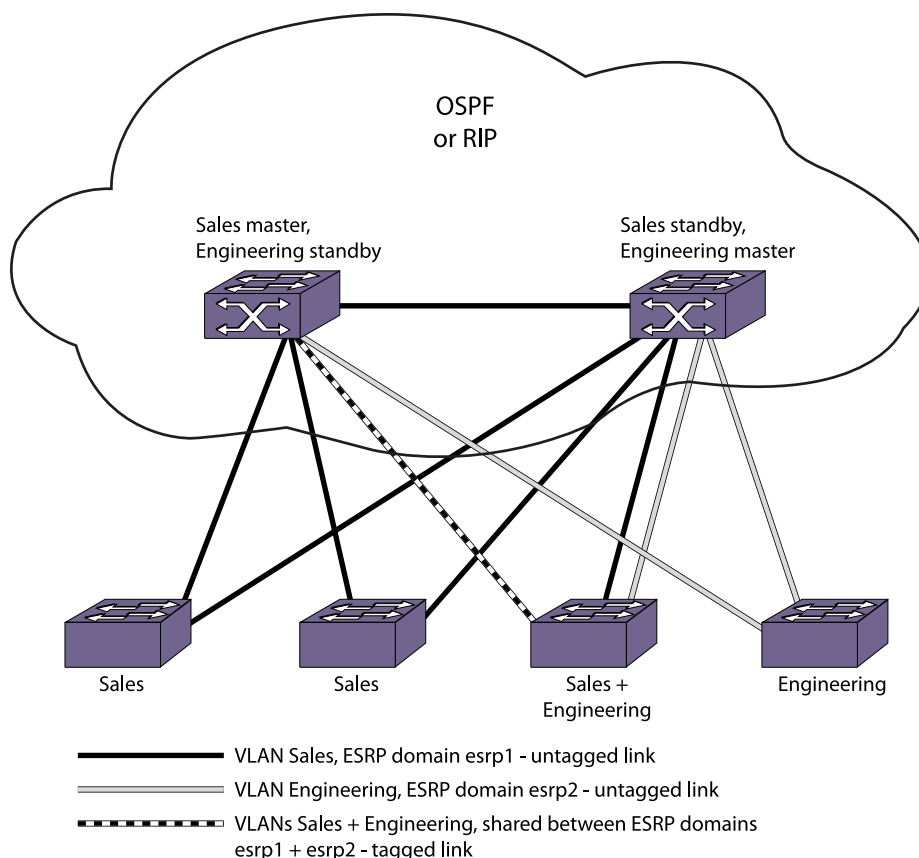 OSPF
or RIP
Sales master,
Engineering standby
Sales standby,
Engineering master
Sales
Sales
Sales +
Engineering
Engineering
VLAN Sales, ESRP domain esrp1 - untagged link
VLAN Engineering, ESRP domain esrp2 - untagged link
VLANs Sales + Engineering, shared between ESRP domains
esrp1 + esrp2 - tagged link